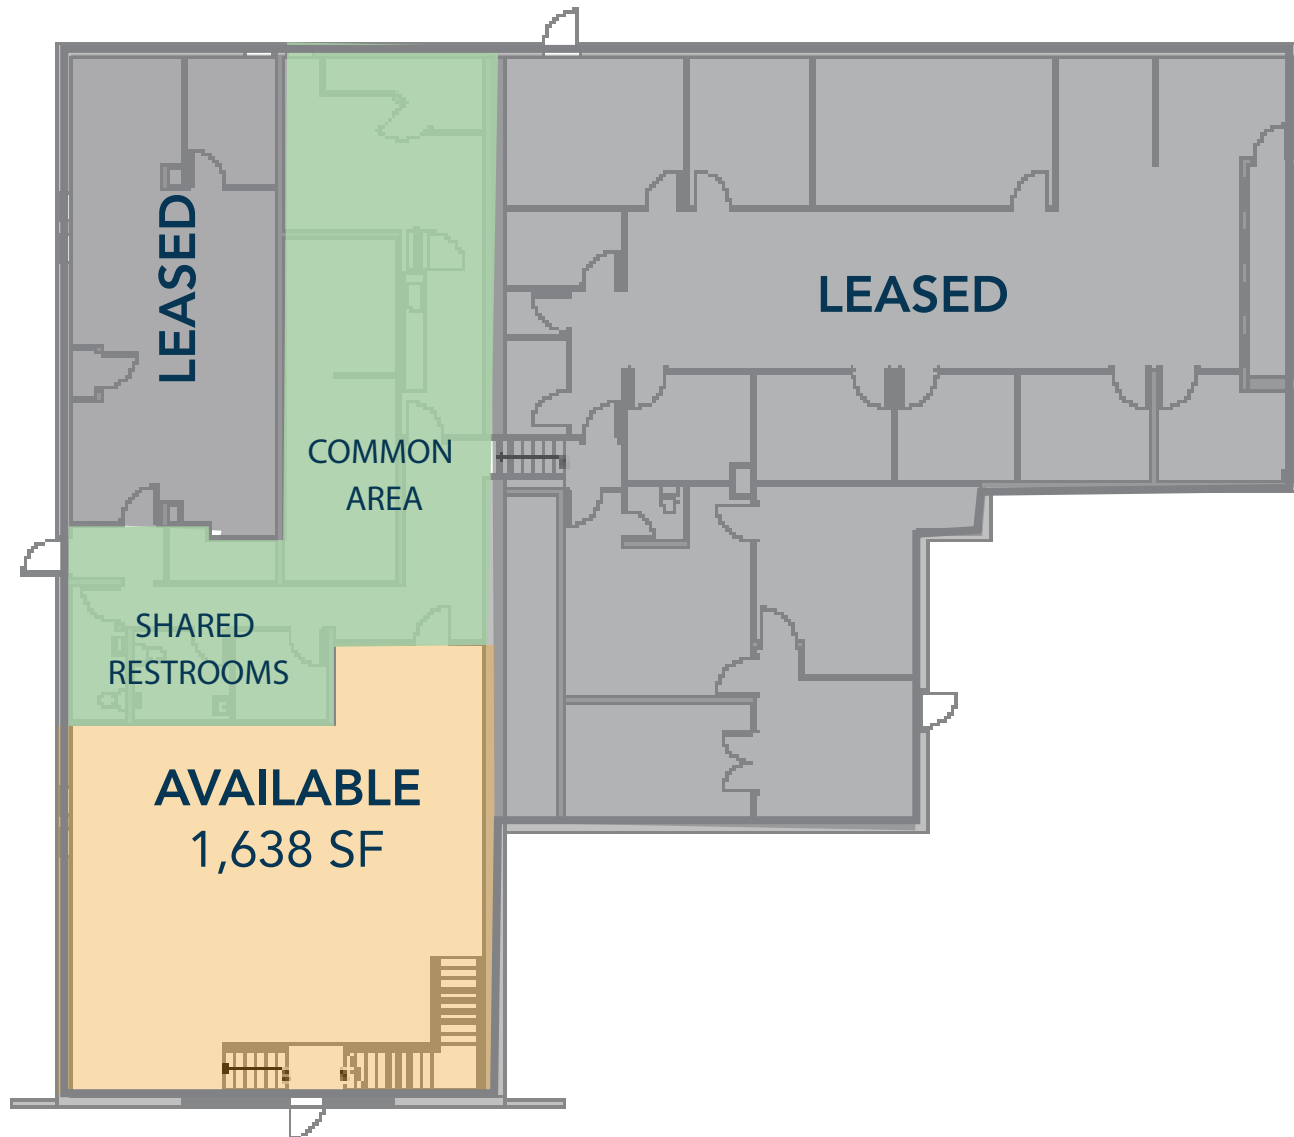 LEASED
LEASED
COMMON
AREA
SHARED
RESTROOMS
AVAILABLE
1,638 SF